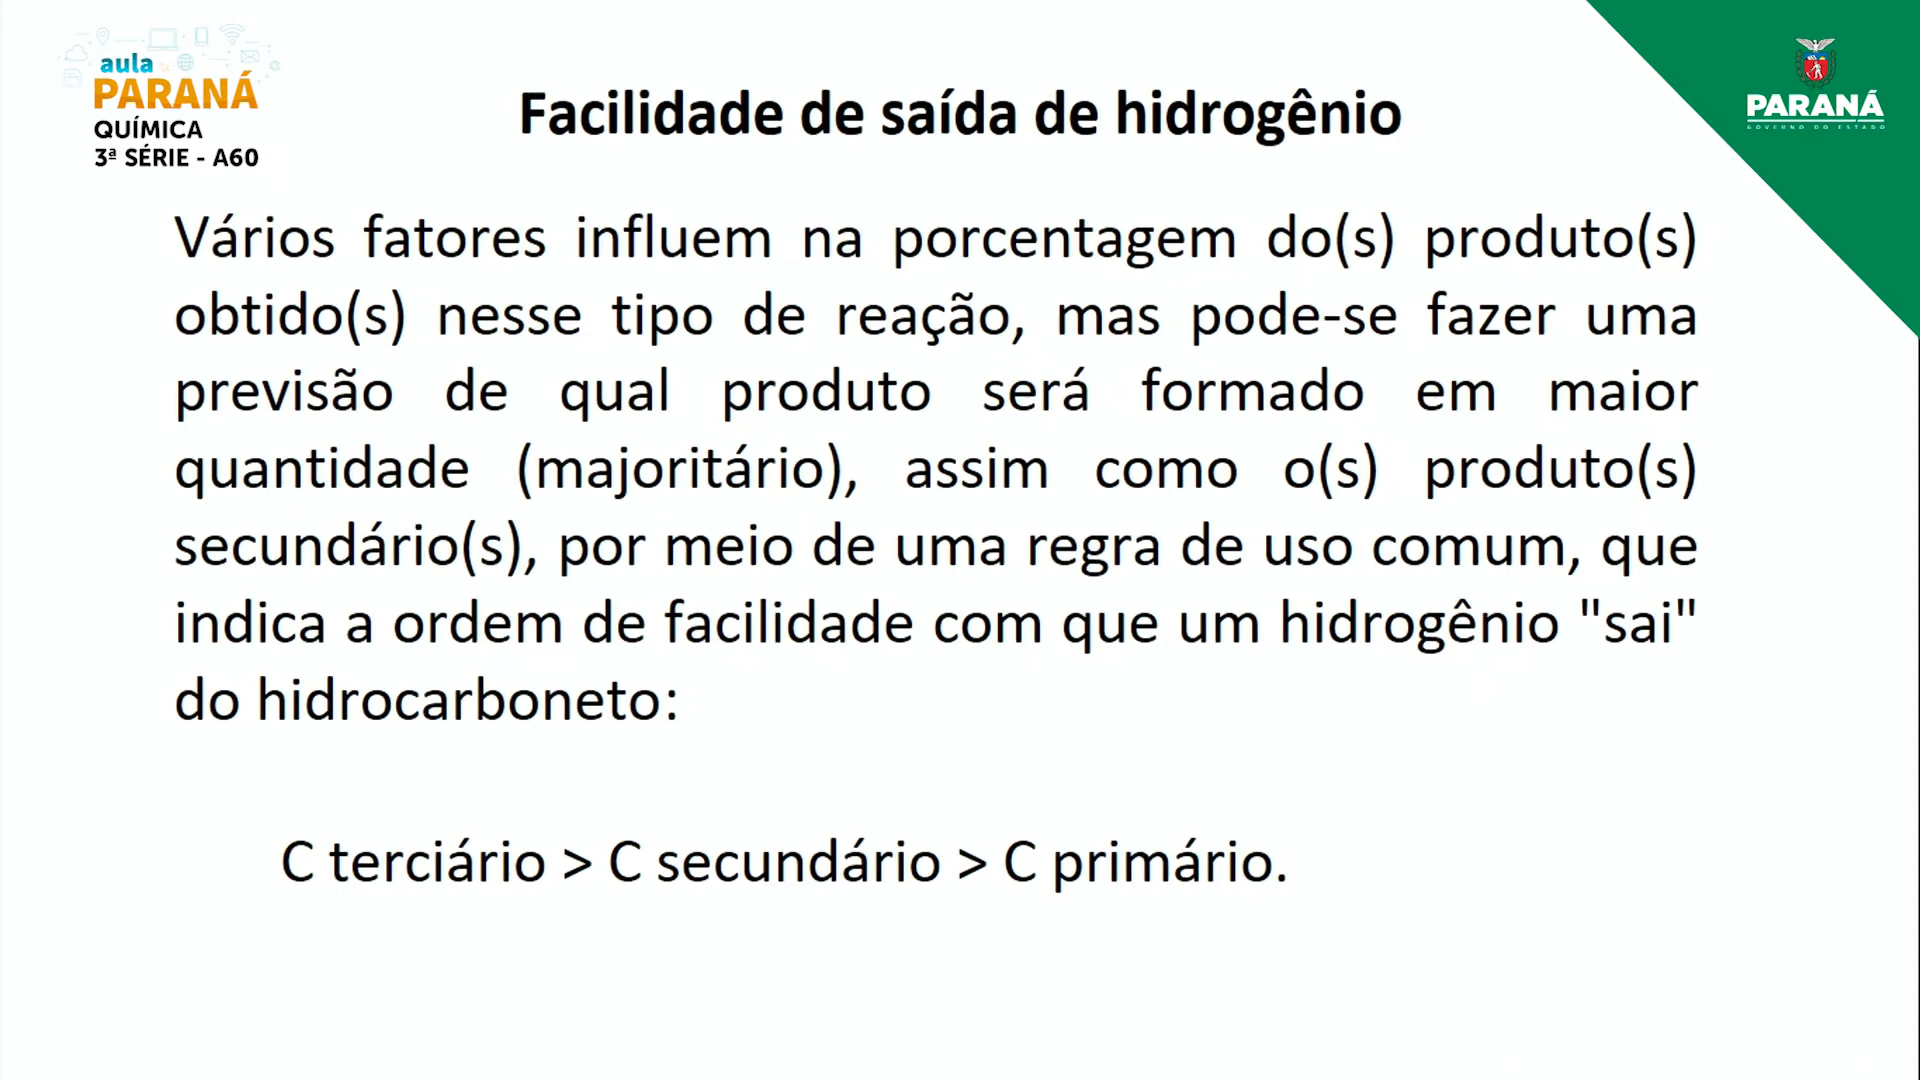 aula
PARANÁ
QUÍMICA
3ª SÉRIE - A60
PARANÁ
GOVERNO DO ESTADO
Facilidade de saída de hidrogênio
Vários fatores influem na porcentagem do(s) produto(s)
obtido(s) nesse tipo de reação, mas pode-se fazer uma
previsão de qual produto será formado em maior
quantidade (majoritário), assim como o(s) produto(s)
secundário(s), por meio de uma regra de uso comum, que
indica a ordem de facilidade com que um hidrogênio "sai"
do hidrocarboneto:
C terciário > C secundário > C primário.